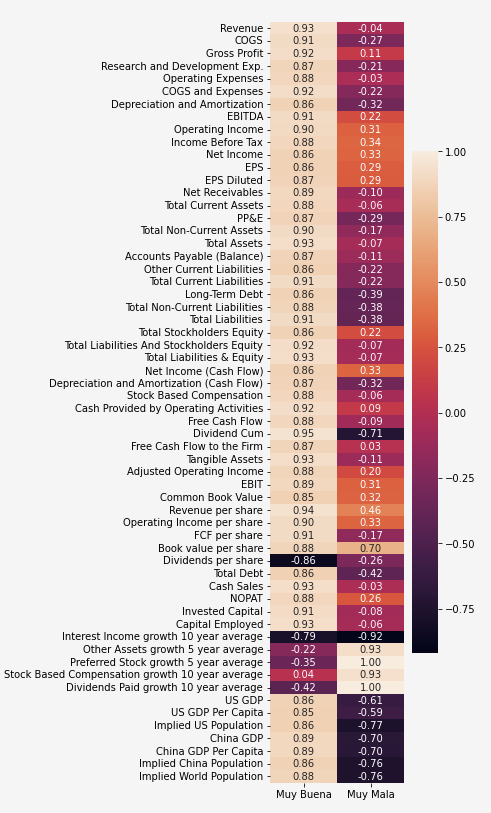 Revenue 0.93 -0.04
COGS 0.91 -0.27
Gross Profit 0.92 0.11
Research and Development Exp. 0.87 -0.21
Operating Expenses 0.88 -0.03
COGS and Expenses 0.92 -0.22
Depreciation and Amortization 0.86 -0.32
EBITDA 0.91 0.22
Operating Income 0.90 0.31
Income Before Tax 0.88 0.34
Net Income 0.86 0.33
EPS 0.86 0.29
EPS Diluted 0.87 0.29
Net Receivables 0.89 -0.10
Total Current Assets 0.88 -0.06
PP&E 0.87 -0.29
Total Non-Current Assets 0.90 -0.17
Total Assets 0.93 -0.07
Accounts Payable (Balance) 0.87 -0.11
Other Current Liabilities 0.86 -0.22
Total Current Liabilities 0.91 -0.22
Long-Term Debt 0.86 -0.39
Total Non-Current Liabilities 0.88 -0.38
Total Liabilities 0.91 -0.38
Total Stockholders Equity 0.86 0.22
Total Liabilities And Stockholders Equity 0.92 -0.07
Total Liabilities & Equity 0.93 -0.07
Net Income (Cash Flow) 0.86 0.33
Depreciation and Amortization (Cash Flow) 0.87 -0.32
Stock Based Compensation 0.88 -0.06
Cash Provided by Operating Activities 0.92 0.09
Free Cash Flow 0.88 -0.09
Dividend Cum 0.95 -0.71
Free Cash Flow to the Firm 0.87 0.03
Tangible Assets 0.93 -0.11
Adjusted Operating Income 0.88 0.20
EBIT 0.89 0.31
Common Book Value 0.85 0.32
Revenue per share 0.94 0.46
Operating Income per share 0.90 0.33
FCF per share 0.91 -0.17
Book value per share 0.88 0.70
Dividends per share -0.86 -0.26
Total Debt 0.86 -0.42
Cash Sales 0.93 -0.03
NOPAT 0.88 0.26
Invested Capital 0.91 -0.08
Capital Employed 0.93 -0.06
Interest Income growth 10 year average -0.79 -0.92
Other Assets growth 5 year average -0.22 0.93
Preferred Stock growth 5 year average -0.35 1.00
Stock Based Compensation growth 10 year average 0.04 0.93
Dividends Paid growth 10 year average -0.42 1.00
US GDP 0.86 -0.61
US GDP Per Capita 0.85 -0.59
Implied US Population 0.86 -0.77
China GDP 0.89 -0.70
China GDP Per Capita 0.89 -0.70
Implied China Population 0.86 -0.76
Implied World Population 0.88 -0.76
Muy Buena Muy Mala
1.00
0.75
0.50
0.25
0.00
−0.25
−0.50
−0.75